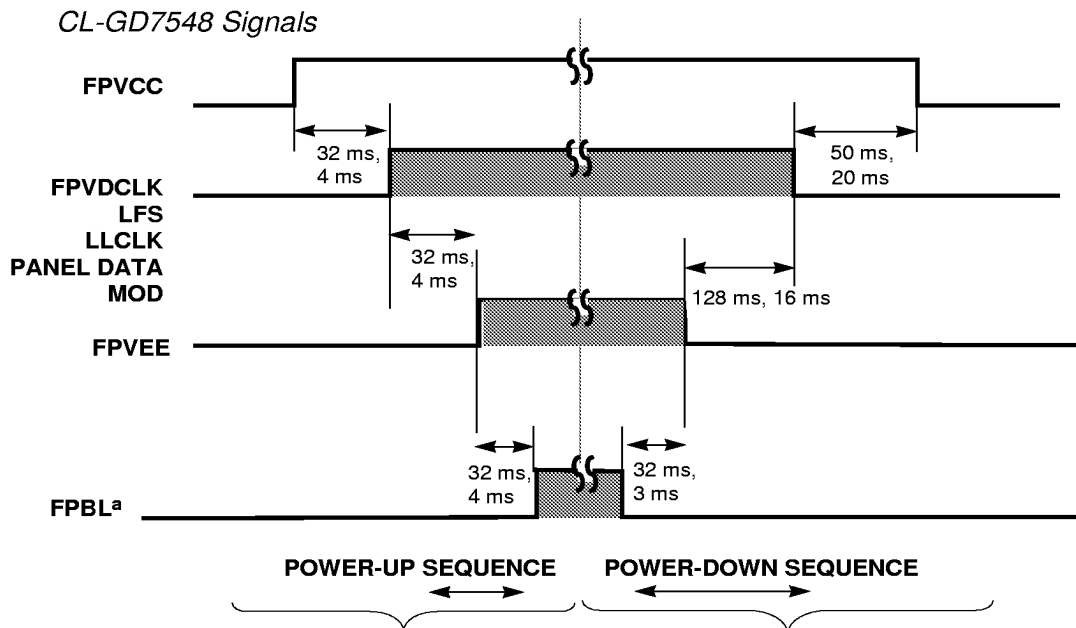 CL-GD7548 Signals
FPVCC
32 ms,
4 ms
50 ms,
20 ms
FPVDCLK
LFS
LLCLK
PANEL DATA
MOD
32 ms,
4 ms
128 ms, 16 ms
FPVEE
32 ms,
4 ms
32 ms,
3 ms
FPBLa
POWER-UP SEQUENCE
POWER-DOWN SEQUENCE